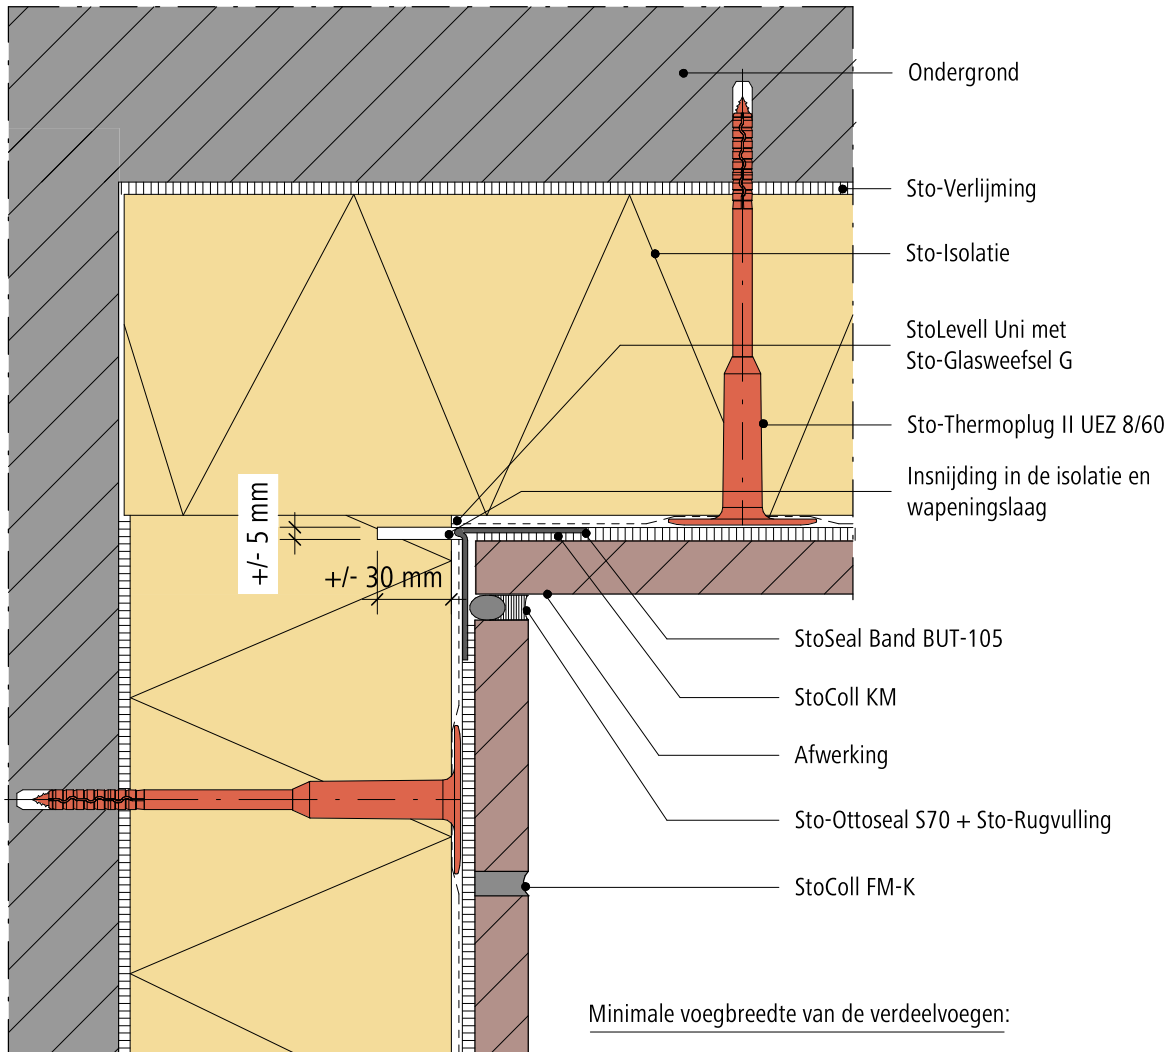 Ondergrond
Sto-Verlijming
Sto-Isolatie
StoLevell Uni met
Sto-Glasweefsel G
Sto-Thermoplug II UEZ 8/60
Insnijding in de isolatie en
wapeningslaag
+/- 5 mm
+/- 30 mm
StoSeal Band BUT-105
StoColl KM
Afwerking
Sto-Ottoseal S70 + Sto-Rugvulling
StoColl FM-K
Minimale voegbreedte van de verdeelvoegen: